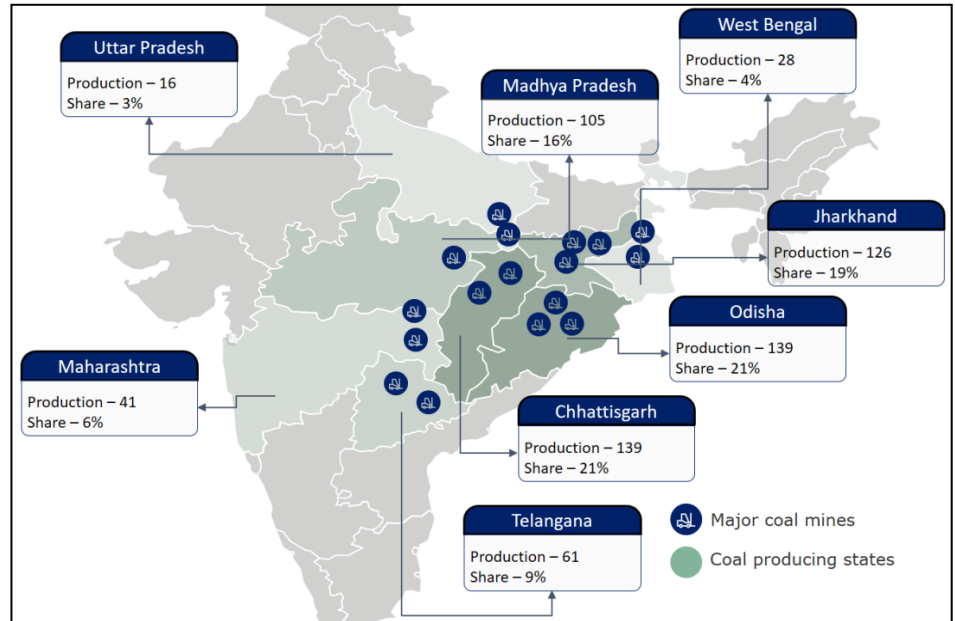 West Bengal
Production – 28
Share – 4%
Uttar Pradesh
Production – 16
Share – 3%
Madhya Pradesh
Production – 105
Share – 16%
Jharkhand
Production – 126
Share – 19%
Odisha
Production – 139
Share – 21%
Maharashtra
Production – 41
Share – 6%
Chhattisgarh
Production – 139
Share – 21%
Telangana
Production – 61
Share – 9%
Major coal mines
Coal producing states